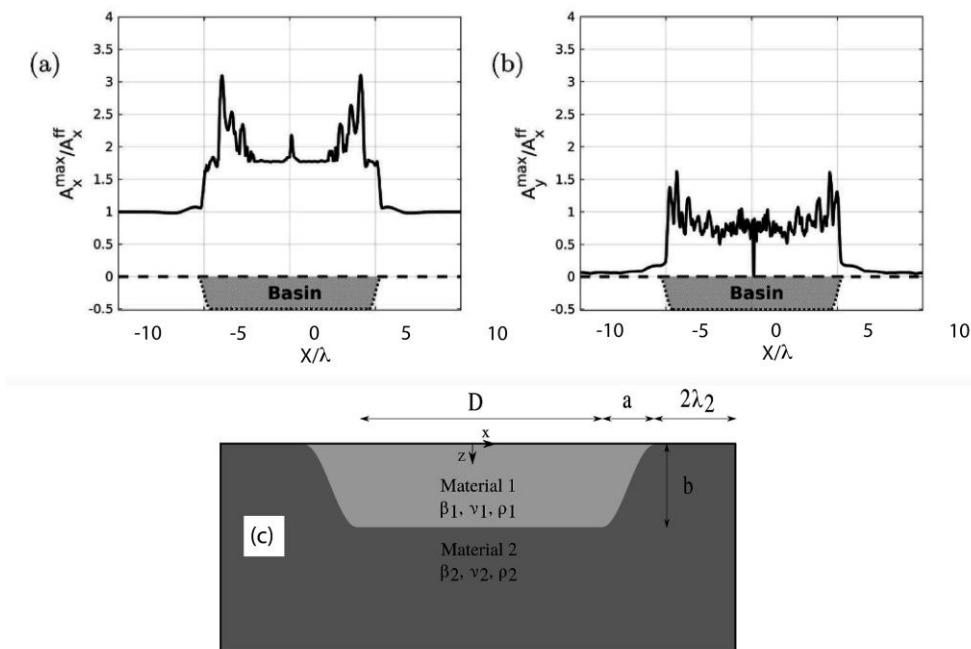 (a)
A_x^max/A_x^ff
4
3.5
3
2.5
2
1.5
1
0.5
0
-0.5
Basin
-10 -5 0 5 10
X/λ
(b)
A_y^max/A_x^ff
4
3.5
3
2.5
2
1.5
1
0.5
0
-0.5
Basin
-10 -5 0 5 10
X/λ
D a 2λ₂
x
z
b
Material 1
β₁, ν₁, ρ₁
(c)
Material 2
β₂, ν₂, ρ₂